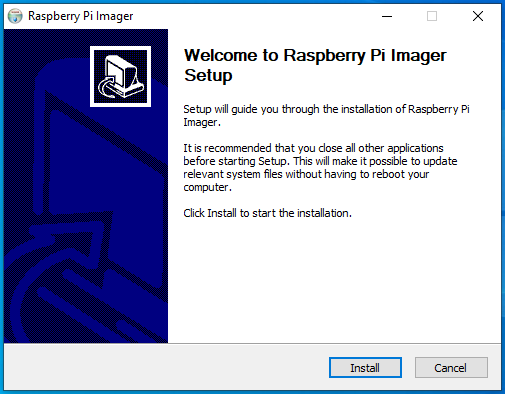 Raspberry Pi Imager
Welcome to Raspberry Pi Imager
Setup
Setup will guide you through the installation of Raspberry Pi
Imager.
It is recommended that you close all other applications
before starting Setup. This will make it possible to update
relevant system files without having to reboot your
computer.
Click Install to start the installation.
Install
Cancel